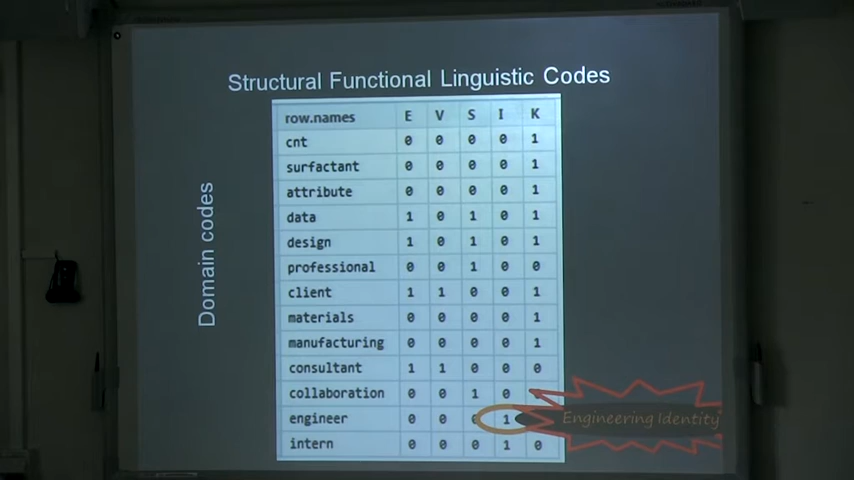 Structural Functional Linguistic Codes
Domain codes
row.names E V S I K
cnt 0 0 0 0 1
surfactant 0 0 0 0 1
attribute 0 0 0 0 1
data 1 0 1 0 1
design 1 0 1 0 1
professional 0 0 1 0 0
client 1 1 0 0 1
materials 0 0 0 0 1
manufacturing 0 0 0 0 1
consultant 1 1 0 0 0
collaboration 0 0 1 0
engineer 0 0 1 Engineering Identity
intern 0 0 0 1 0